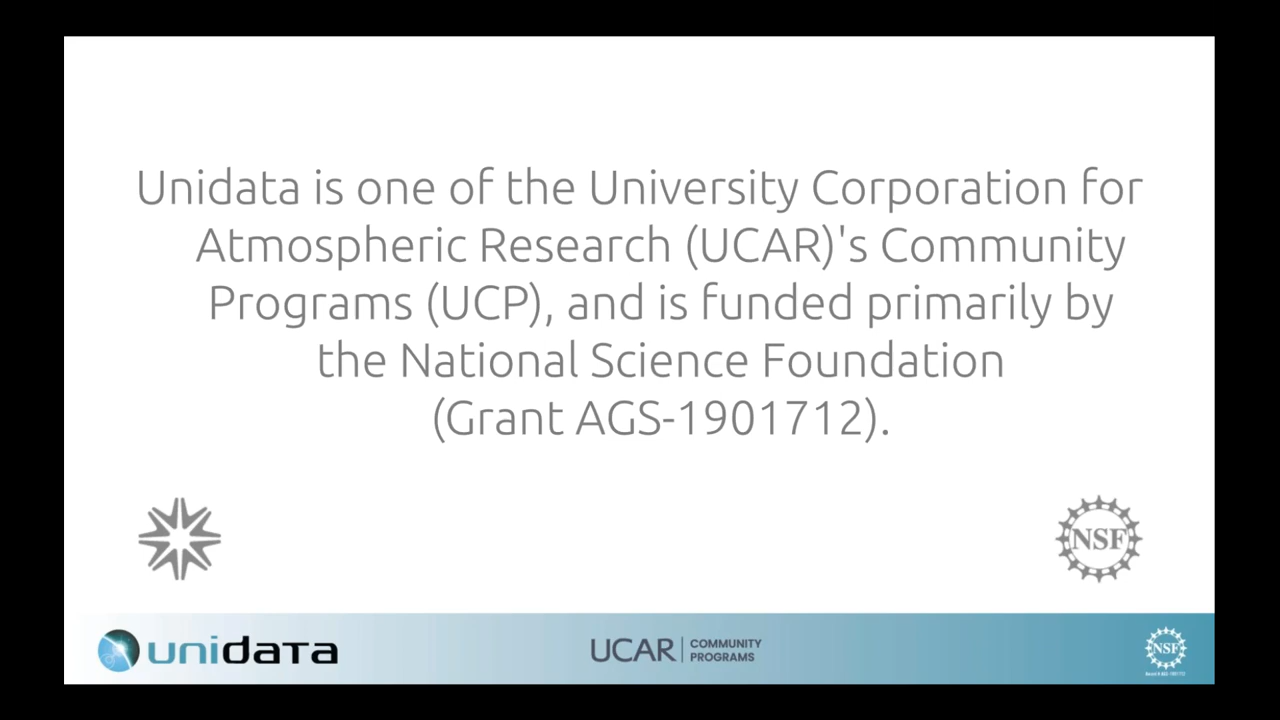 Unidata is one of the University Corporation for
Atmospheric Research (UCAR)'s Community
Programs (UCP), and is funded primarily by
the National Science Foundation
(Grant AGS-1901712).
NSF
unidata
UCAR | COMMUNITY
PROGRAMS
NSF